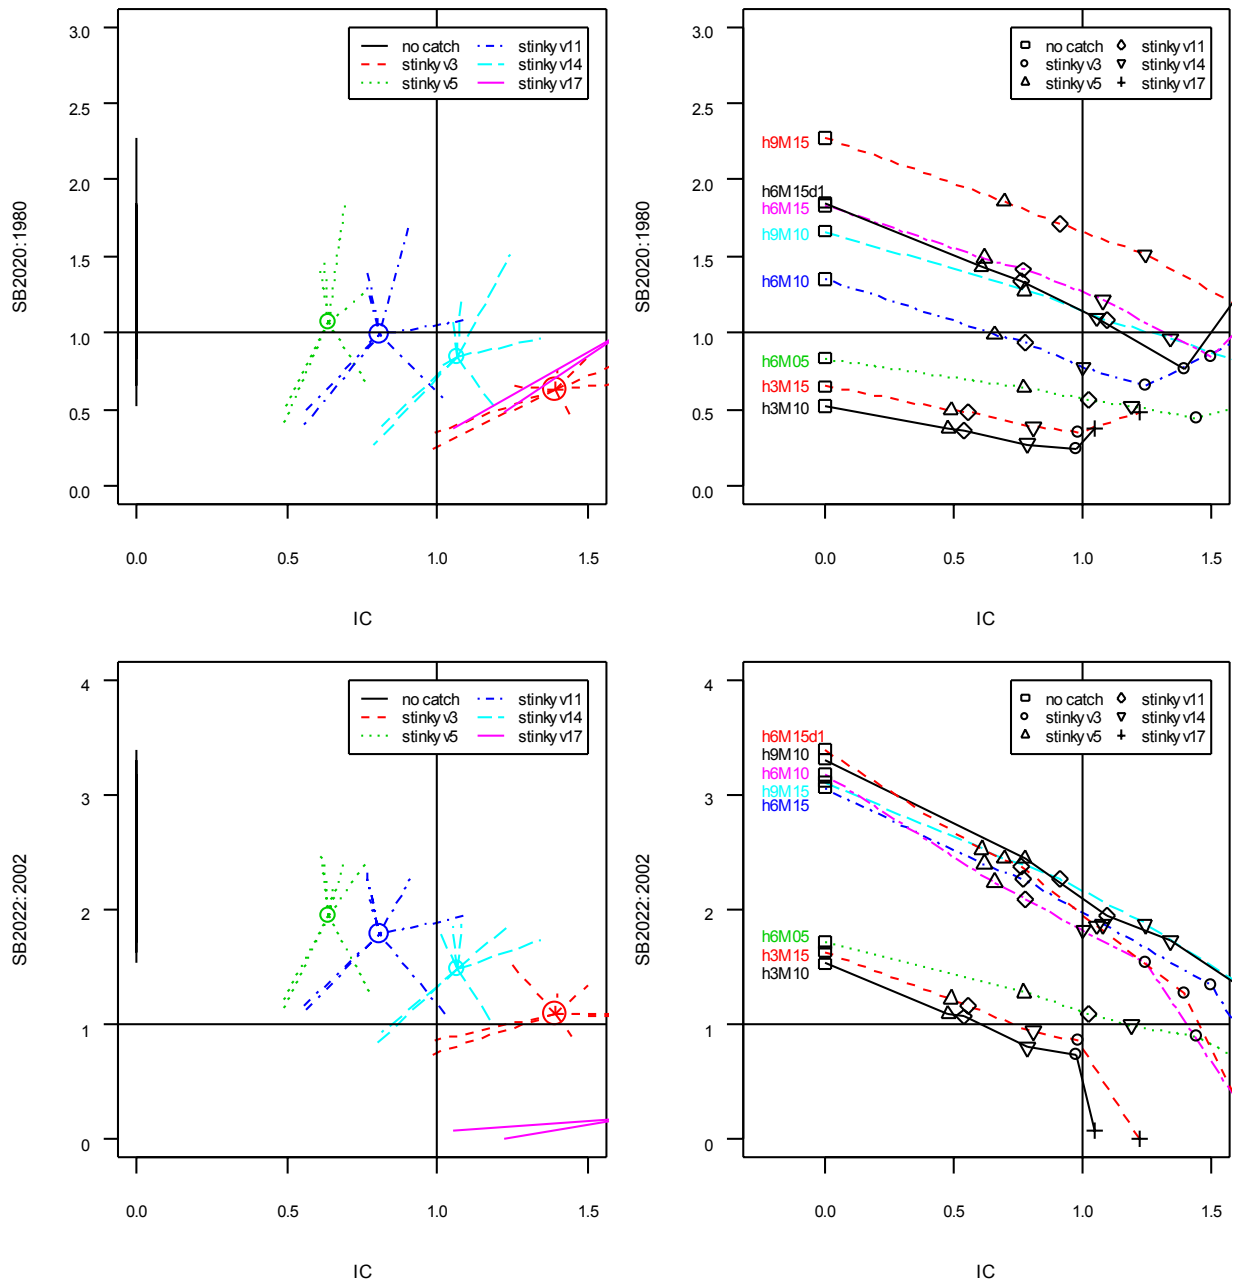 3.0
2.5
2.0
1.5
1.0
0.5
0.0
SB2020:1980
no catch
stinky v3
stinky v5
stinky v11
stinky v14
stinky v17
0.0 0.5 1.0 1.5
IC
3.0
2.5
2.0
1.5
1.0
0.5
0.0
SB2020:1980
no catch
stinky v3
stinky v5
stinky v11
stinky v14
stinky v17
h9M15
h6M15d1
h6M15
h9M10
h6M10
h6M05
h3M15
h3M10
0.0 0.5 1.0 1.5
IC
4
3
2
1
0
SB2022:2002
no catch
stinky v3
stinky v5
stinky v11
stinky v14
stinky v17
0.0 0.5 1.0 1.5
IC
4
3
2
1
0
SB2022:2002
no catch
stinky v3
stinky v5
stinky v11
stinky v14
stinky v17
h6M15d1
h9M10
h6M10
h9M15
h6M15
h6M05
h3M15
h3M10
0.0 0.5 1.0 1.5
IC